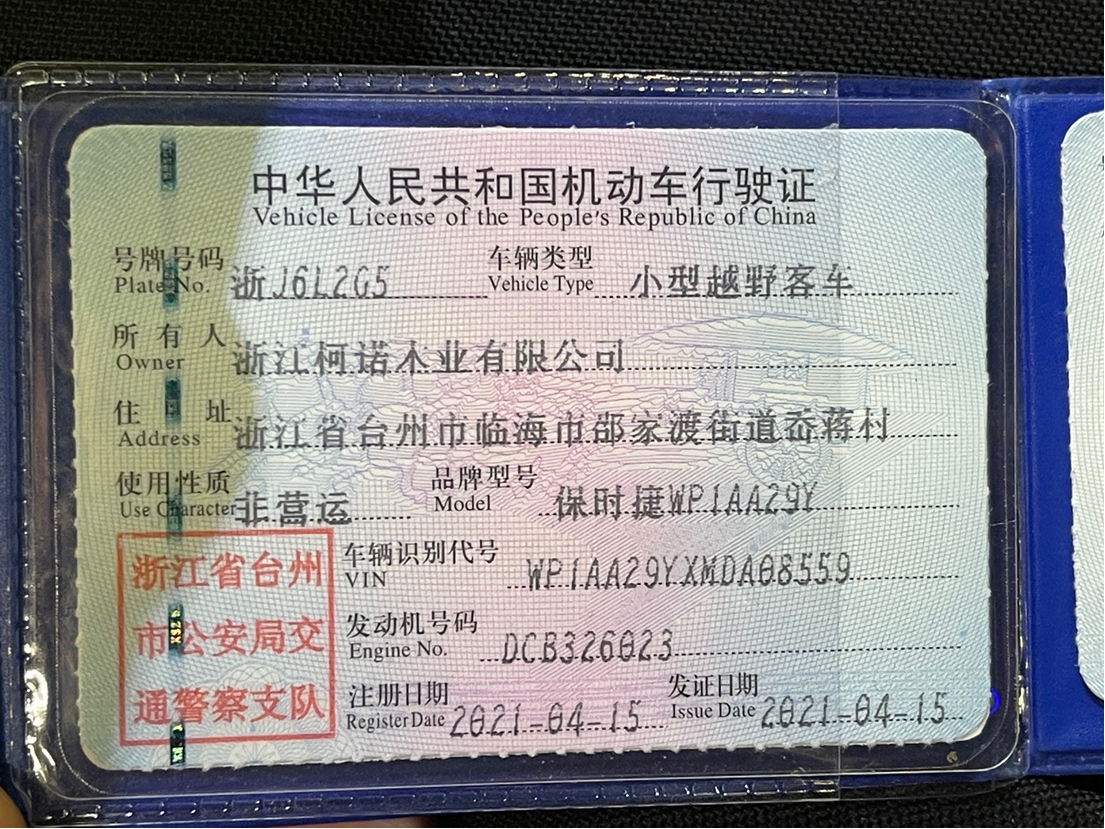 中华人民共和国机动车行驶证
Vehicle License of the People's Republic of China
号牌号码 浙J6L2G5 车辆类型 小型越野客车
Plate No. Vehicle Type
所有人 浙江柯诺木业有限公司
Owner
住址 浙江省台州市临海市邵家渡街道岙蒋村
Address
使用性质 非营运 品牌型号 保时捷WP1AA29Y
Use Character Model
浙江省台州
市公安局交
通警察支队
车辆识别代号 WP1AA29YXMDA08559
VIN
发动机号码 DCB326023
Engine No.
注册日期 2021-04-15 发证日期 2021-04-15
Register Date Issue Date